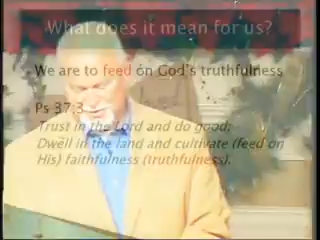 What does it mean for us?
We are to feed on God's truthfulness
Ps 37:3
Trust in the Lord and do good;
Dwell in the land and cultivate (feed on
His) faithfulness (truthfulness).